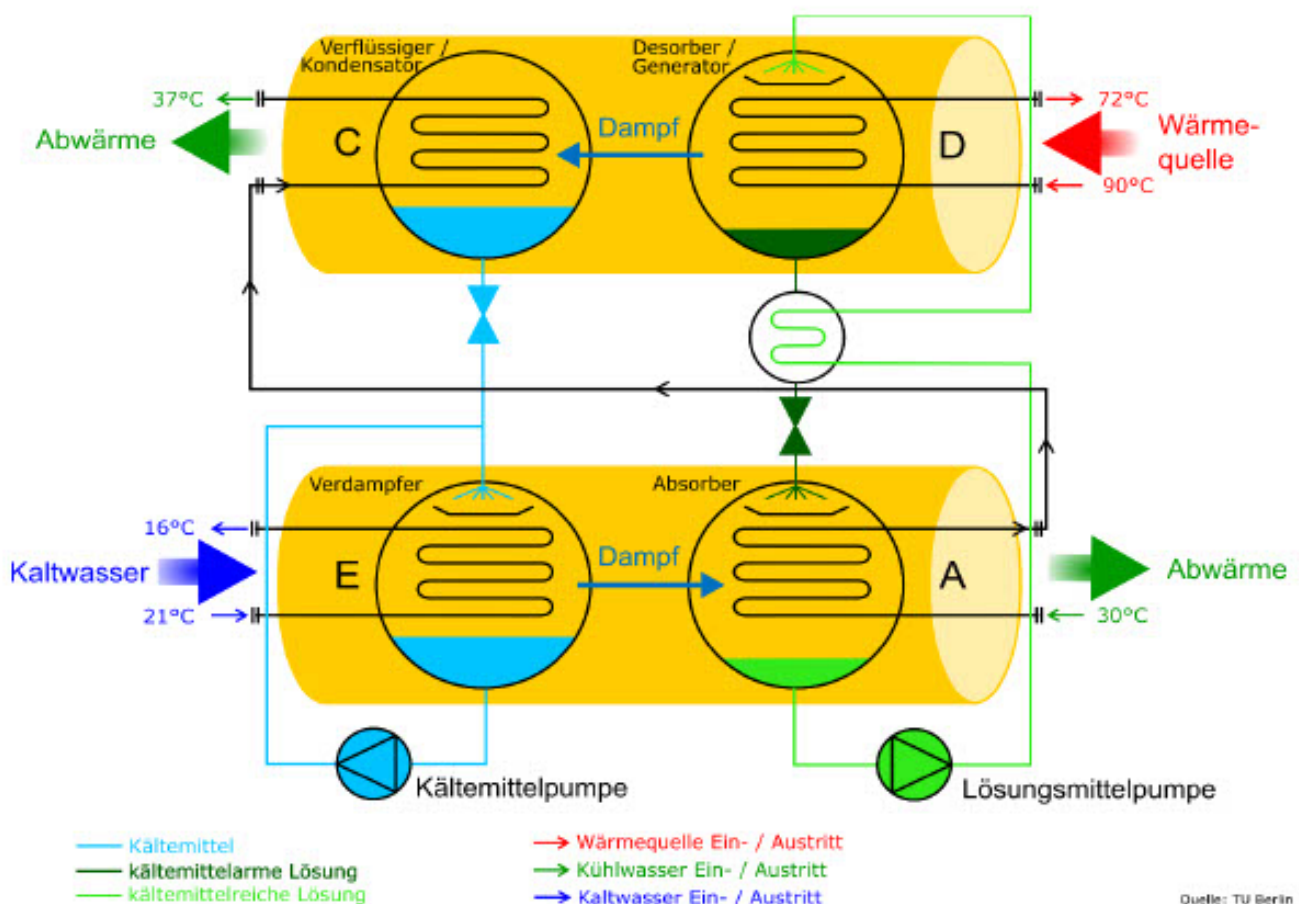 Verflüssiger /
Kondensator
Desorber /
Generator
37°C
72°C
Abwärme
C
Dampf
D
Wärme-
quelle
90°C
Verdampfer
Absorber
16°C
Kaltwasser
E
Dampf
A
Abwärme
21°C
30°C
Kältemittelpumpe
Lösungsmittelpumpe
Kältemittel
kältemittelarme Lösung
kältemittelreiche Lösung
Wärmequelle Ein- / Austritt
Kühlwasser Ein- / Austritt
Kaltwasser Ein- / Austritt
Quelle: TU Berlin